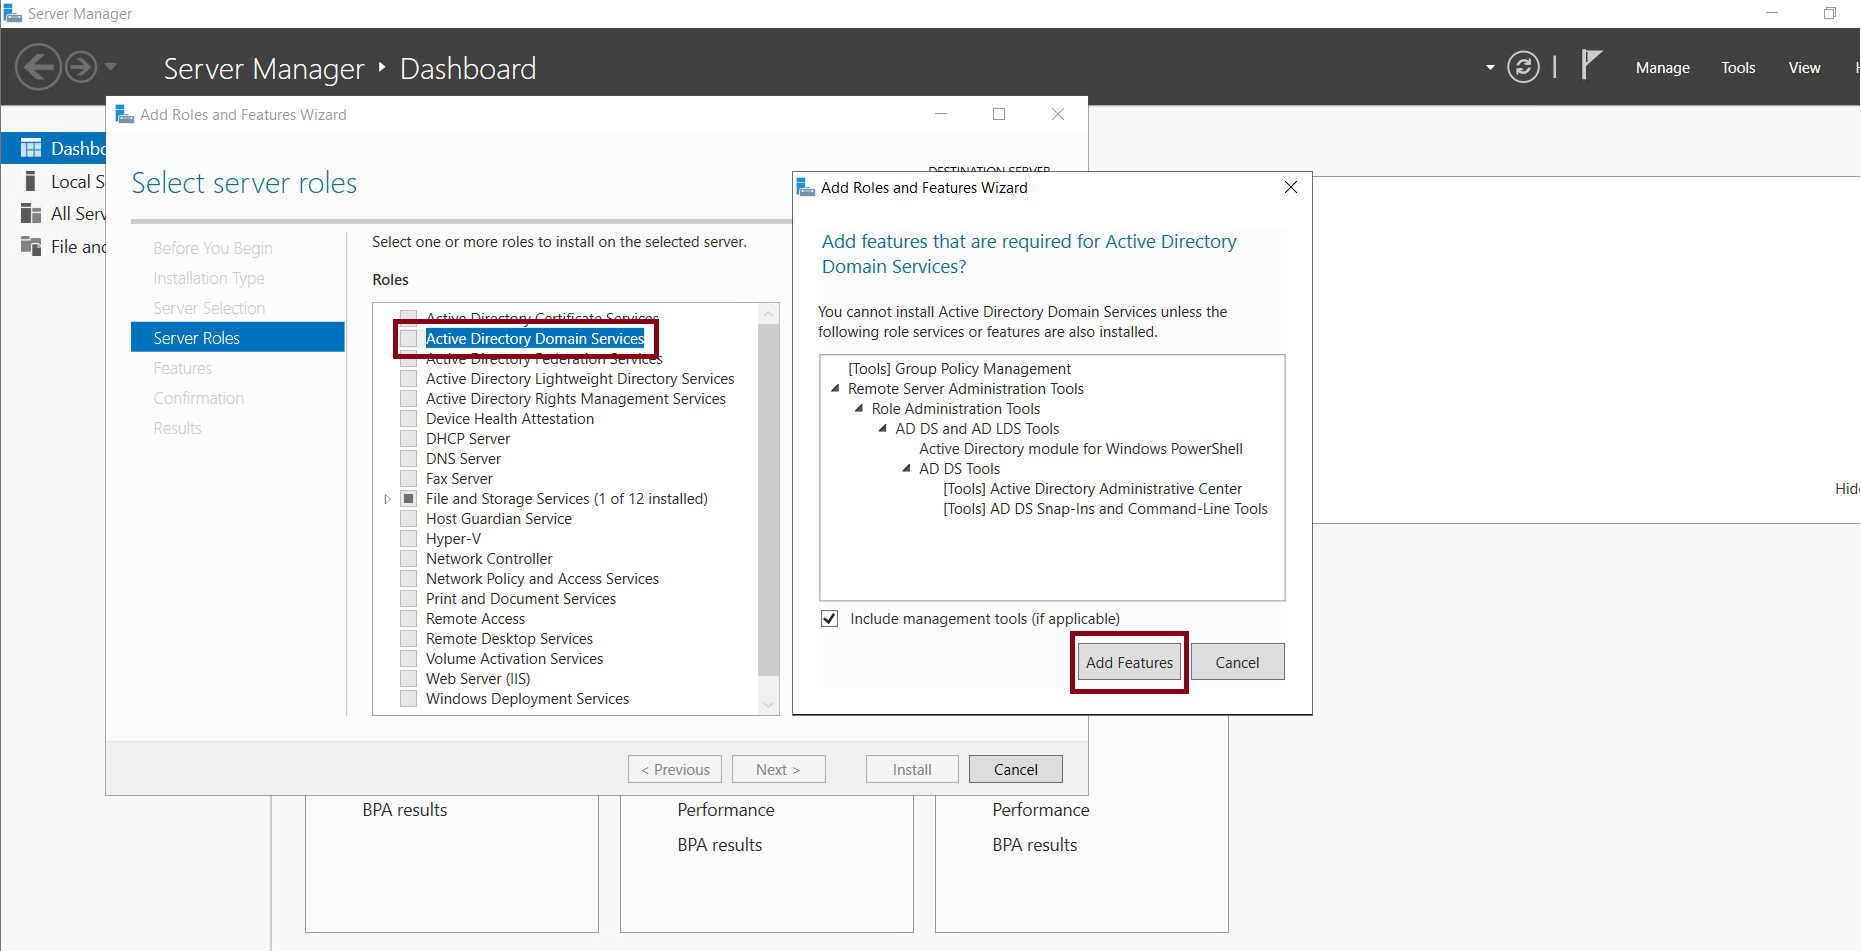 Server Manager
Server Manager ‣ Dashboard
Manage
Tools
View
Add Roles and Features Wizard
Dashbo
Local S
All Serv
File and
Select server roles
DESTINATION SERVER
Before You Begin
Installation Type
Server Selection
Server Roles
Features
Confirmation
Results
Select one or more roles to install on the selected server.
Roles
Active Directory Certificate Services
Active Directory Domain Services
Active Directory Federation Services
Active Directory Lightweight Directory Services
Active Directory Rights Management Services
Device Health Attestation
DHCP Server
DNS Server
Fax Server
File and Storage Services (1 of 12 installed)
Host Guardian Service
Hyper-V
Network Controller
Network Policy and Access Services
Print and Document Services
Remote Access
Remote Desktop Services
Volume Activation Services
Web Server (IIS)
Windows Deployment Services
< Previous
Next >
Install
Cancel
Add Roles and Features Wizard
Add features that are required for Active Directory
Domain Services?
You cannot install Active Directory Domain Services unless the
following role services or features are also installed.
[Tools] Group Policy Management
Remote Server Administration Tools
Role Administration Tools
AD DS and AD LDS Tools
Active Directory module for Windows PowerShell
AD DS Tools
[Tools] Active Directory Administrative Center
[Tools] AD DS Snap-Ins and Command-Line Tools
Include management tools (if applicable)
Add Features
Cancel
Hid
BPA results
Performance
BPA results
Performance
BPA results